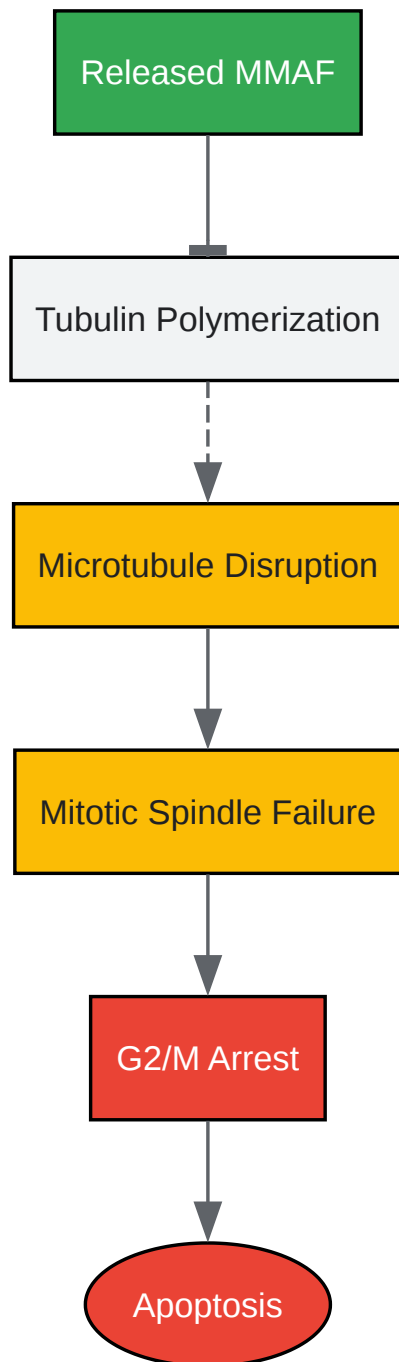 Released MMAF
Tubulin Polymerization
Microtubule Disruption
Mitotic Spindle Failure
G2/M Arrest
Apoptosis